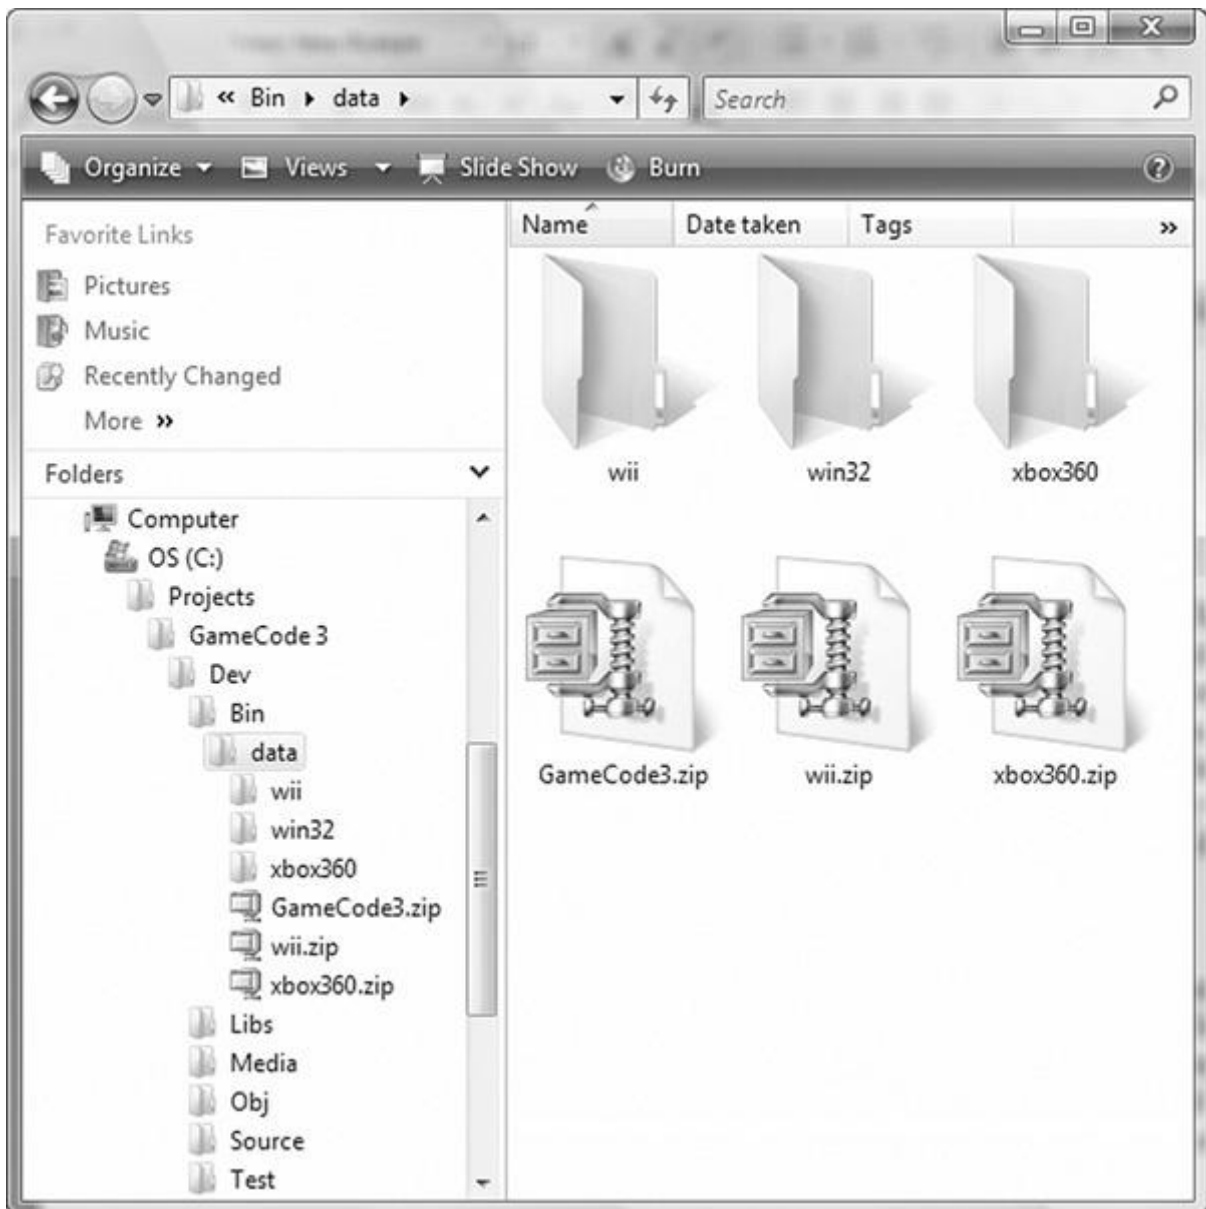 « Bin ▸ data ▸
Search
Organize Views Slide Show Burn
Favorite Links
Pictures
Music
Recently Changed
More »
Folders
Computer
OS (C:)
Projects
GameCode 3
Dev
Bin
data
wii
win32
xbox360
GameCode3.zip
wii.zip
xbox360.zip
Libs
Media
Obj
Source
Test
Name Date taken Tags »
wii win32 xbox360
GameCode3.zip wii.zip xbox360.zip